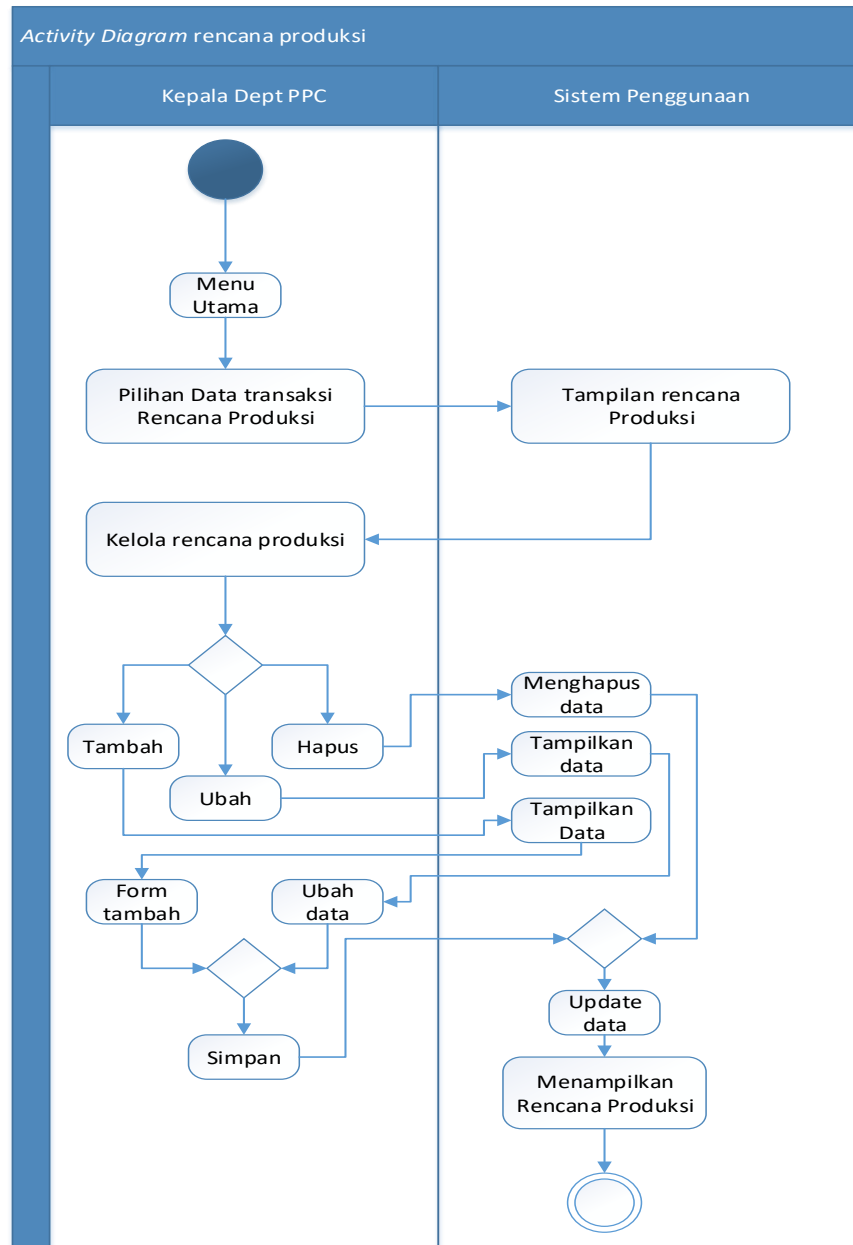 Activity Diagram rencana produksi
Kepala Dept PPC
Sistem Penggunaan
Menu
Utama
Pilihan Data transaksi
Rencana Produksi
Tampilan rencana
Produksi
Kelola rencana produksi
Tambah
Ubah
Hapus
Menghapus
data
Tampilkan
data
Tampilkan
Data
Form
tambah
Ubah
data
Simpan
Update
data
Menampilkan
Rencana Produksi